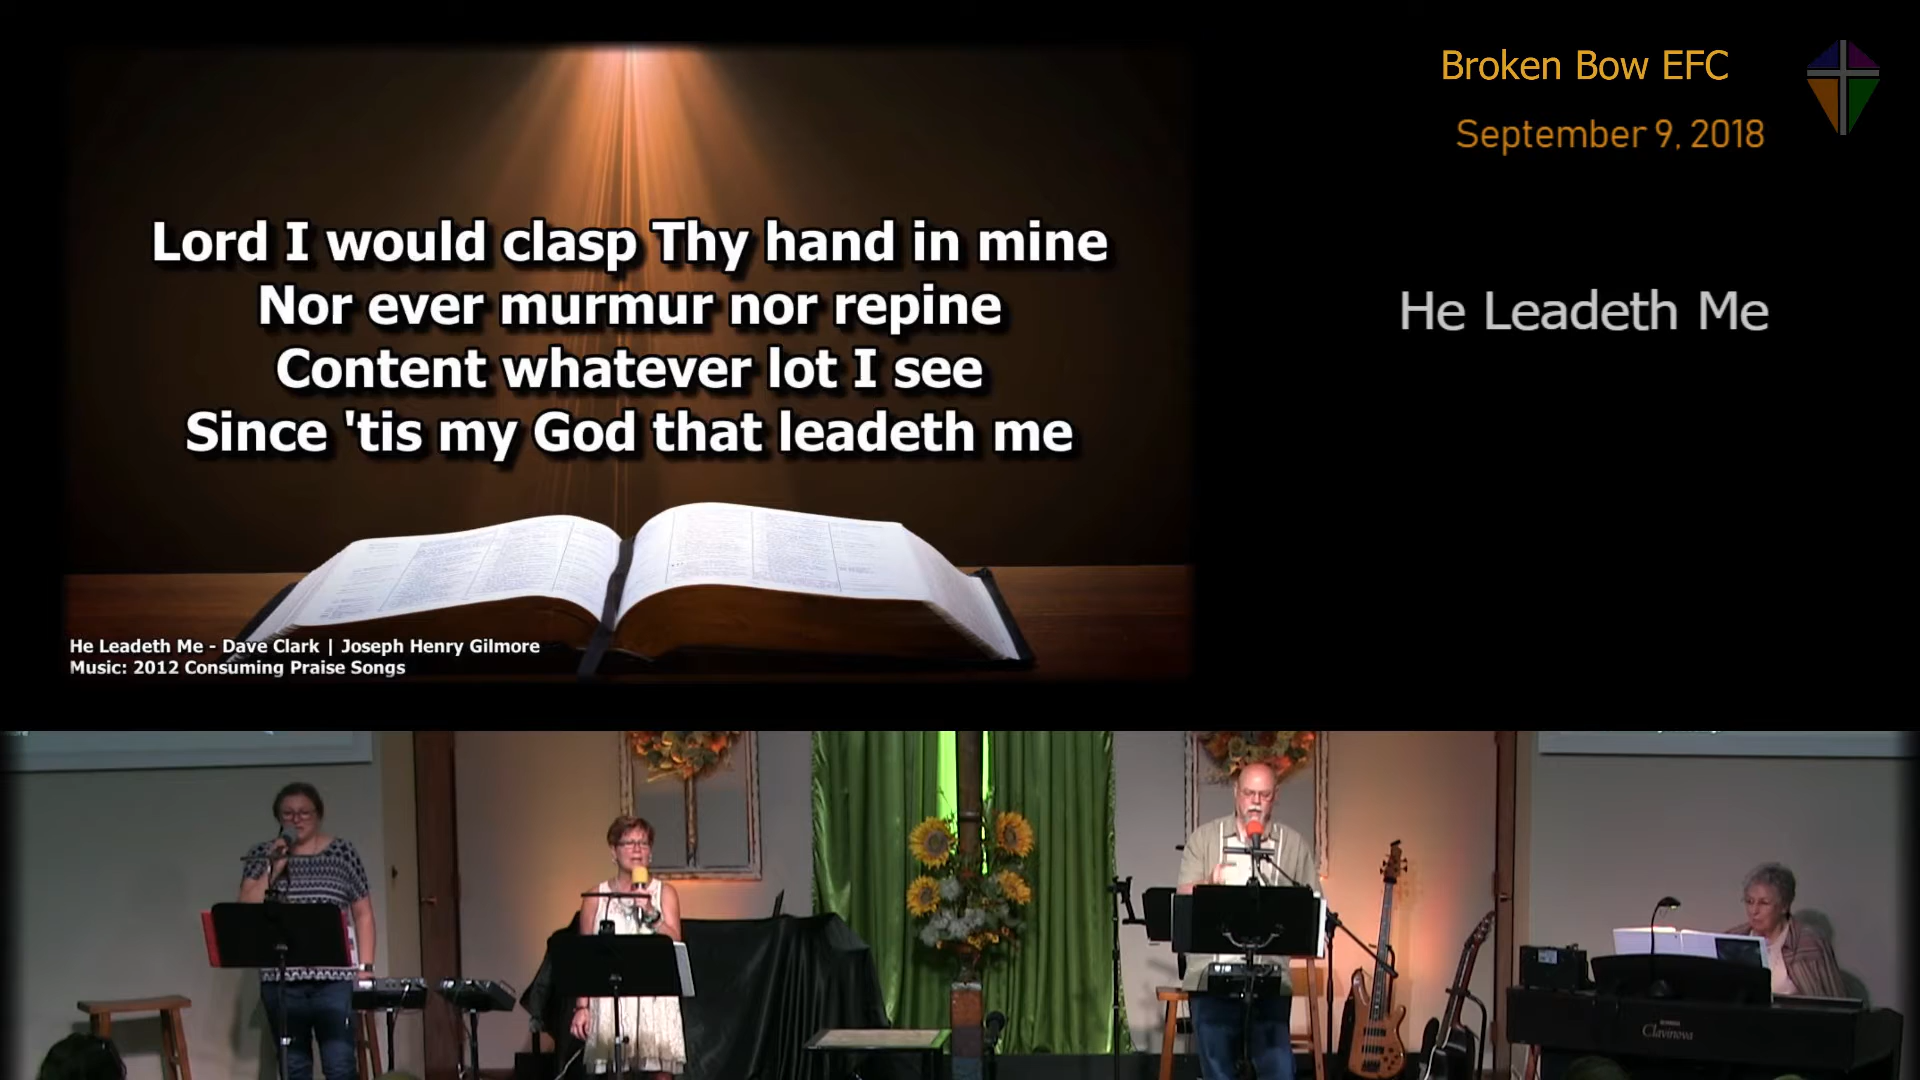 Lord I would clasp Thy hand in mine
Nor ever murmur nor repine
Content whatever lot I see
Since 'tis my God that leadeth me
He Leadeth Me - Dave Clark | Joseph Henry Gilmore
Music: 2012 Consuming Praise Songs
Broken Bow EFC
September 9, 2018
He Leadeth Me
Clavinova